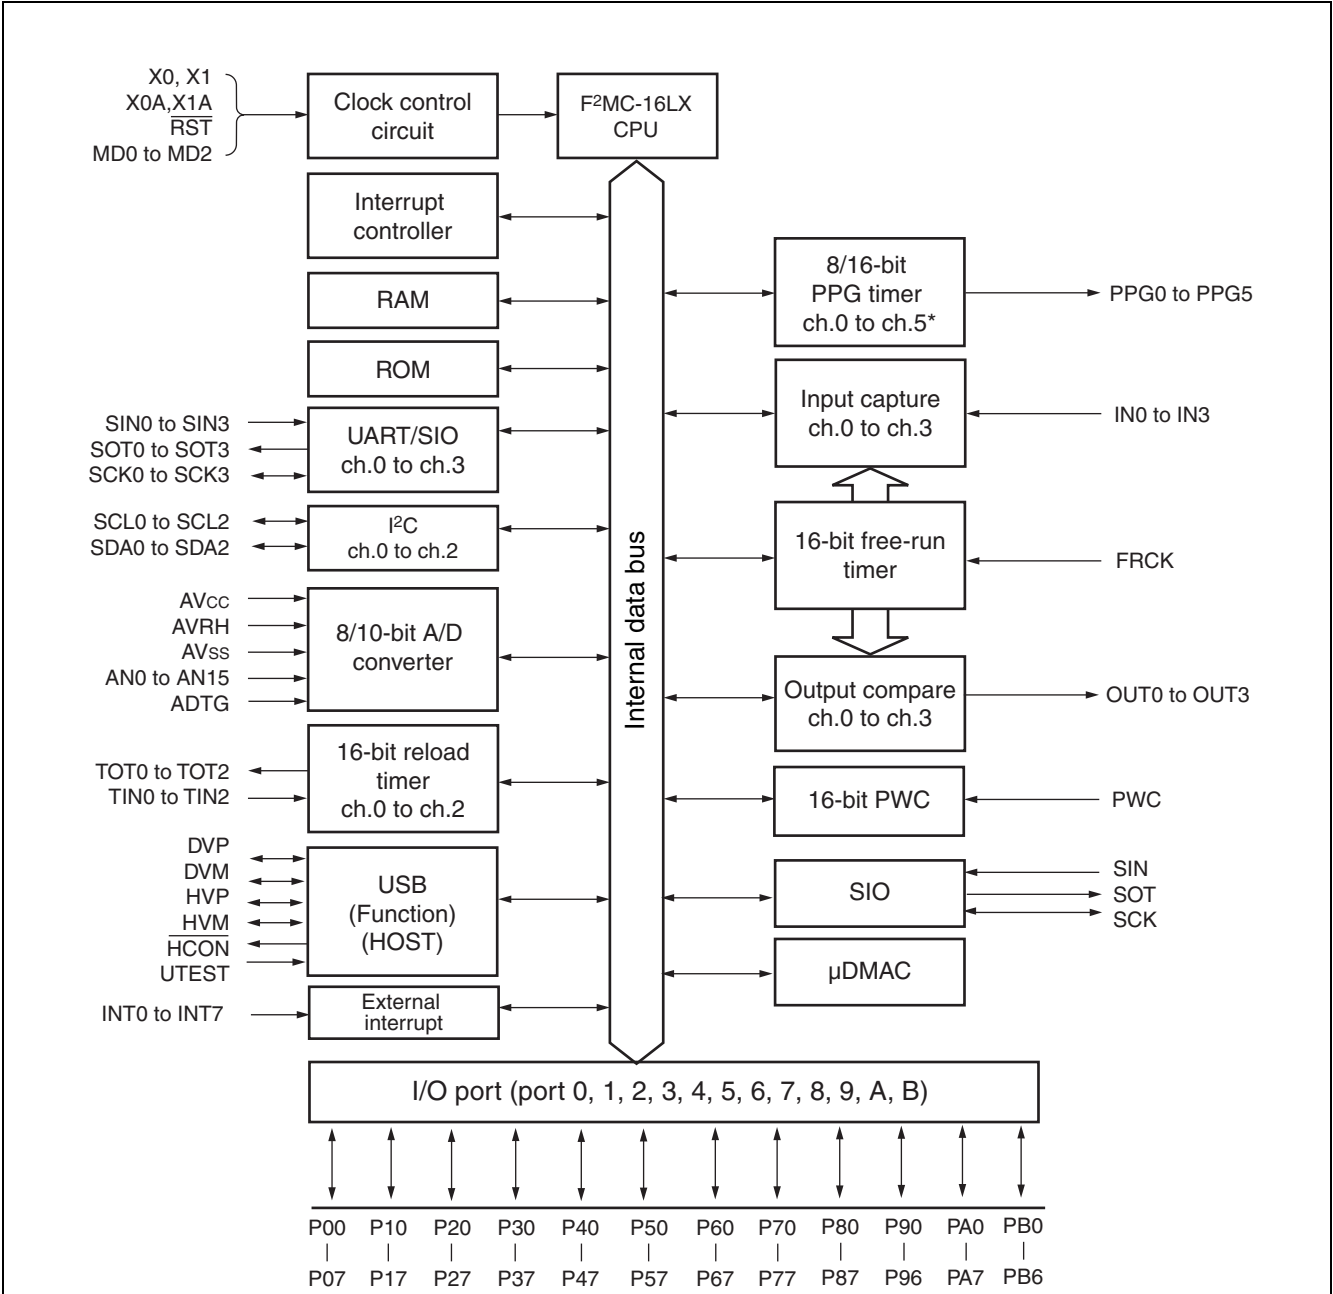 X0, X1
X0A,X1A
RST
MD0 to MD2
Clock control
circuit
F²MC-16LX
CPU
Interrupt
controller
RAM
ROM
SIN0 to SIN3
SOT0 to SOT3
SCK0 to SCK3
UART/SIO
ch.0 to ch.3
SCL0 to SCL2
SDA0 to SDA2
I²C
ch.0 to ch.2
AVCC
AVRH
AVSS
AN0 to AN15
ADTG
8/10-bit A/D
converter
TOT0 to TOT2
TIN0 to TIN2
16-bit reload
timer
ch.0 to ch.2
DVP
DVM
HVP
HVM
HCON
UTEST
USB
(Function)
(HOST)
INT0 to INT7
External
interrupt
Internal data bus
8/16-bit
PPG timer
ch.0 to ch.5*
PPG0 to PPG5
Input capture
ch.0 to ch.3
IN0 to IN3
16-bit free-run
timer
FRCK
Output compare
ch.0 to ch.3
OUT0 to OUT3
16-bit PWC
PWC
SIO
SIN
SOT
SCK
µDMAC
I/O port (port 0, 1, 2, 3, 4, 5, 6, 7, 8, 9, A, B)
P00 P10 P20 P30 P40 P50 P60 P70 P80 P90 PA0 PB0
P07 P17 P27 P37 P47 P57 P67 P77 P87 P96 PA7 PB6